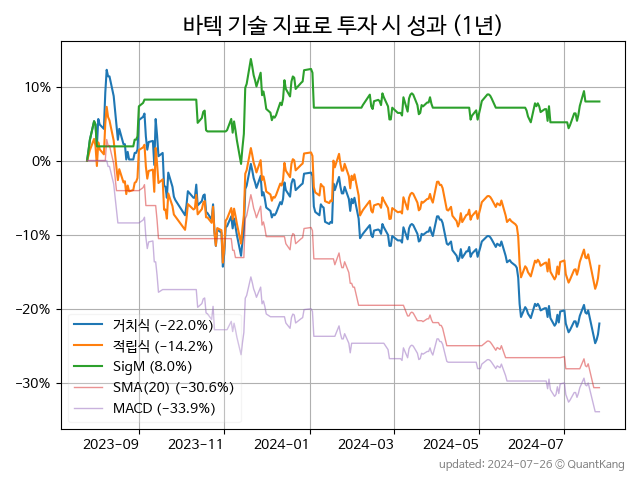 바텍 기술 지표로 투자 시 성과 (1년)
10%
0%
−10%
−20%
−30%
거치식 (−22.0%)
적립식 (−14.2%)
SigM (8.0%)
SMA(20) (−30.6%)
MACD (−33.9%)
2023−09 2023−11 2024−01 2024−03 2024−05 2024−07
updated: 2024−07−26 © QuantKang